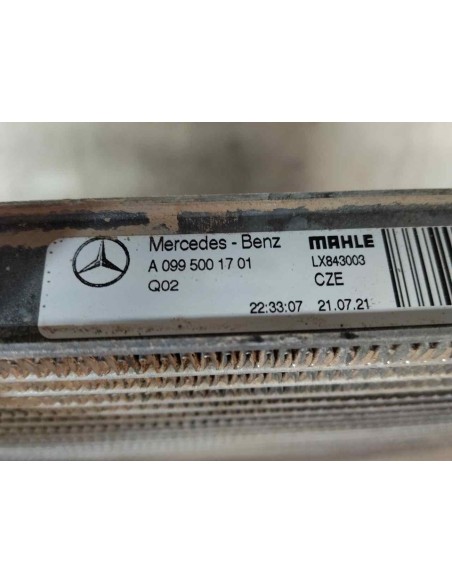 Mercedes - Benz MAHLE
A 099 500 17 01 LX843003
Q02 CZE
22:33:07 21.07.21